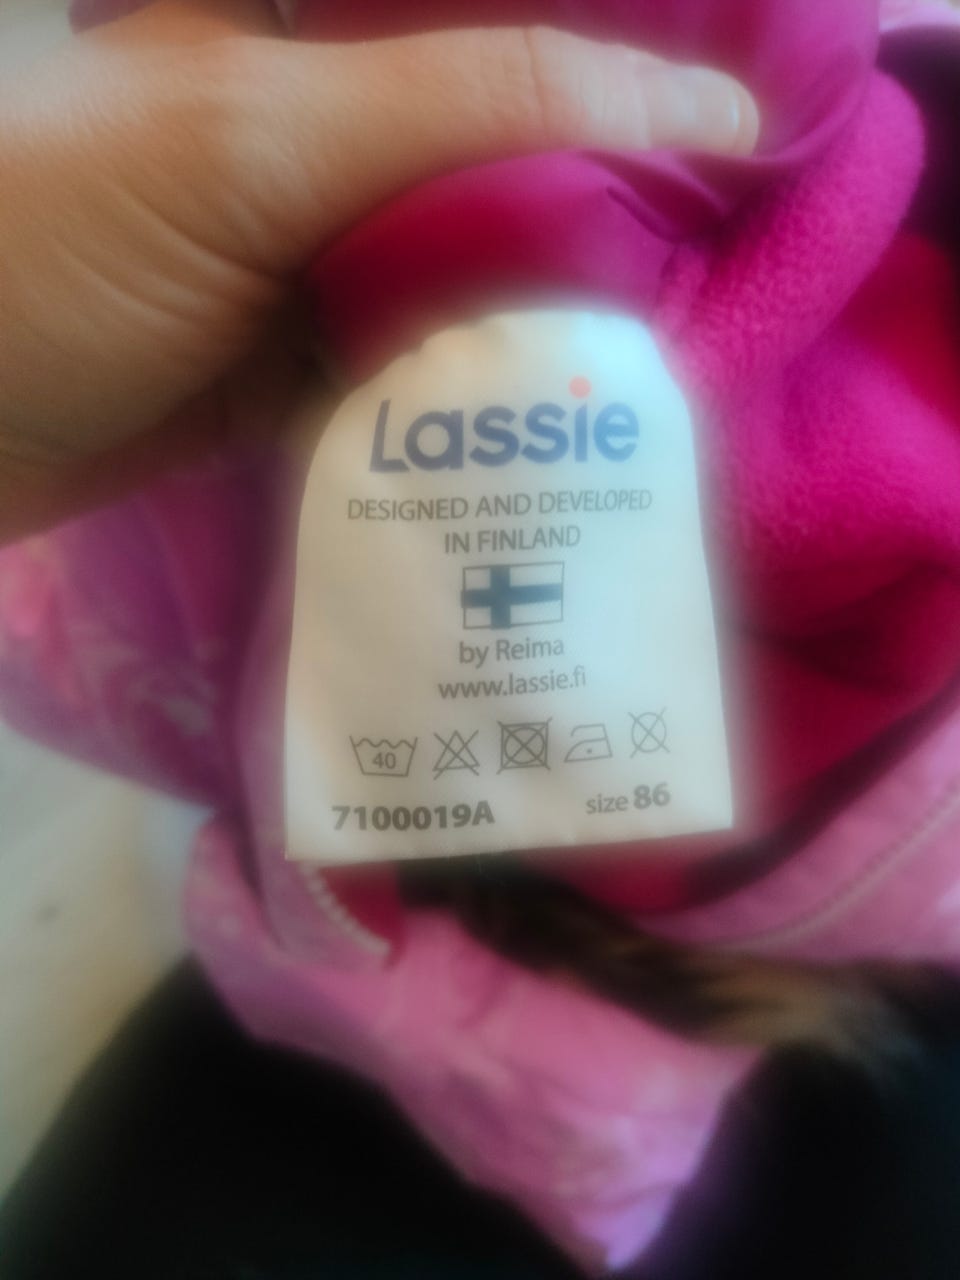 Lassie
DESIGNED AND DEVELOPED
IN FINLAND
by Reima
www.lassie.fi
40
7100019A size 86